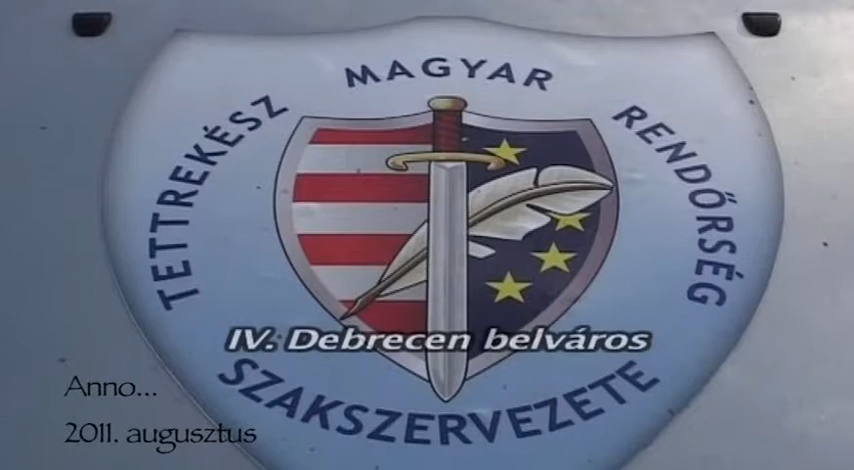 MAGYAR
TETTREKÉSZ
RENDŐRSÉG
IV. Debrecen belváros
SZAKSZERVEZETE
Anno...
2011. augusztus